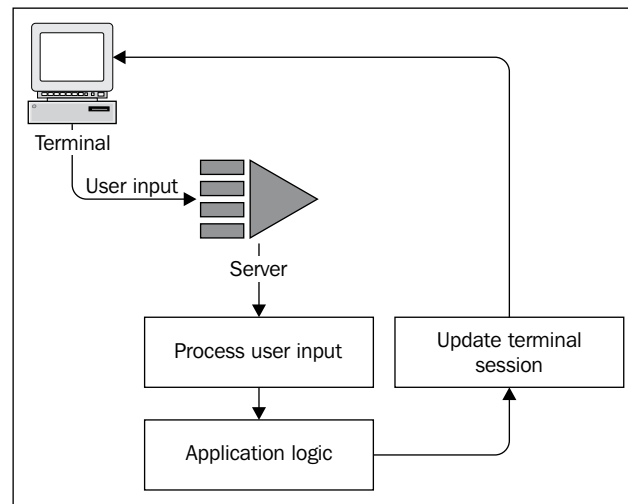 Terminal
User input
Server
Process user input
Update terminal
session
Application logic